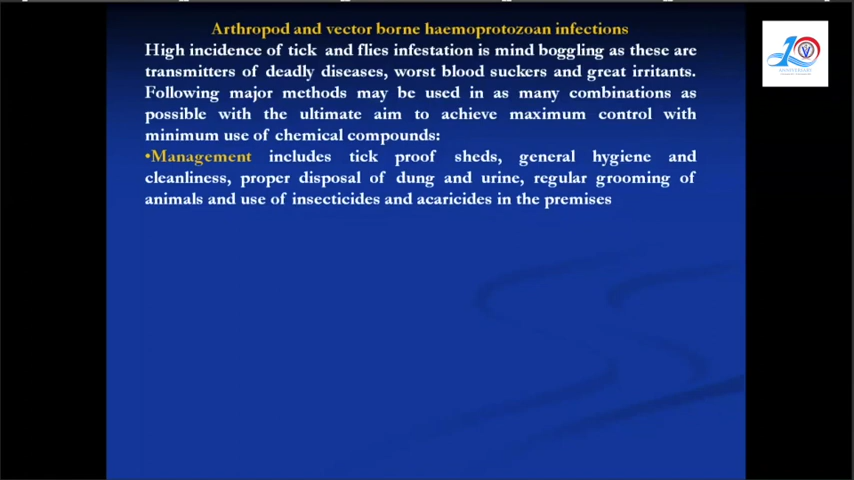 Arthropod and vector borne haemoprotozoan infections
High incidence of tick and flies infestation is mind boggling as these are
transmitters of deadly diseases, worst blood suckers and great irritants.
Following major methods may be used in as many combinations as
possible with the ultimate aim to achieve maximum control with
minimum use of chemical compounds:
•Management includes tick proof sheds, general hygiene and
cleanliness, proper disposal of dung and urine, regular grooming of
animals and use of insecticides and acaricides in the premises
10
V
ANNIVERSARY